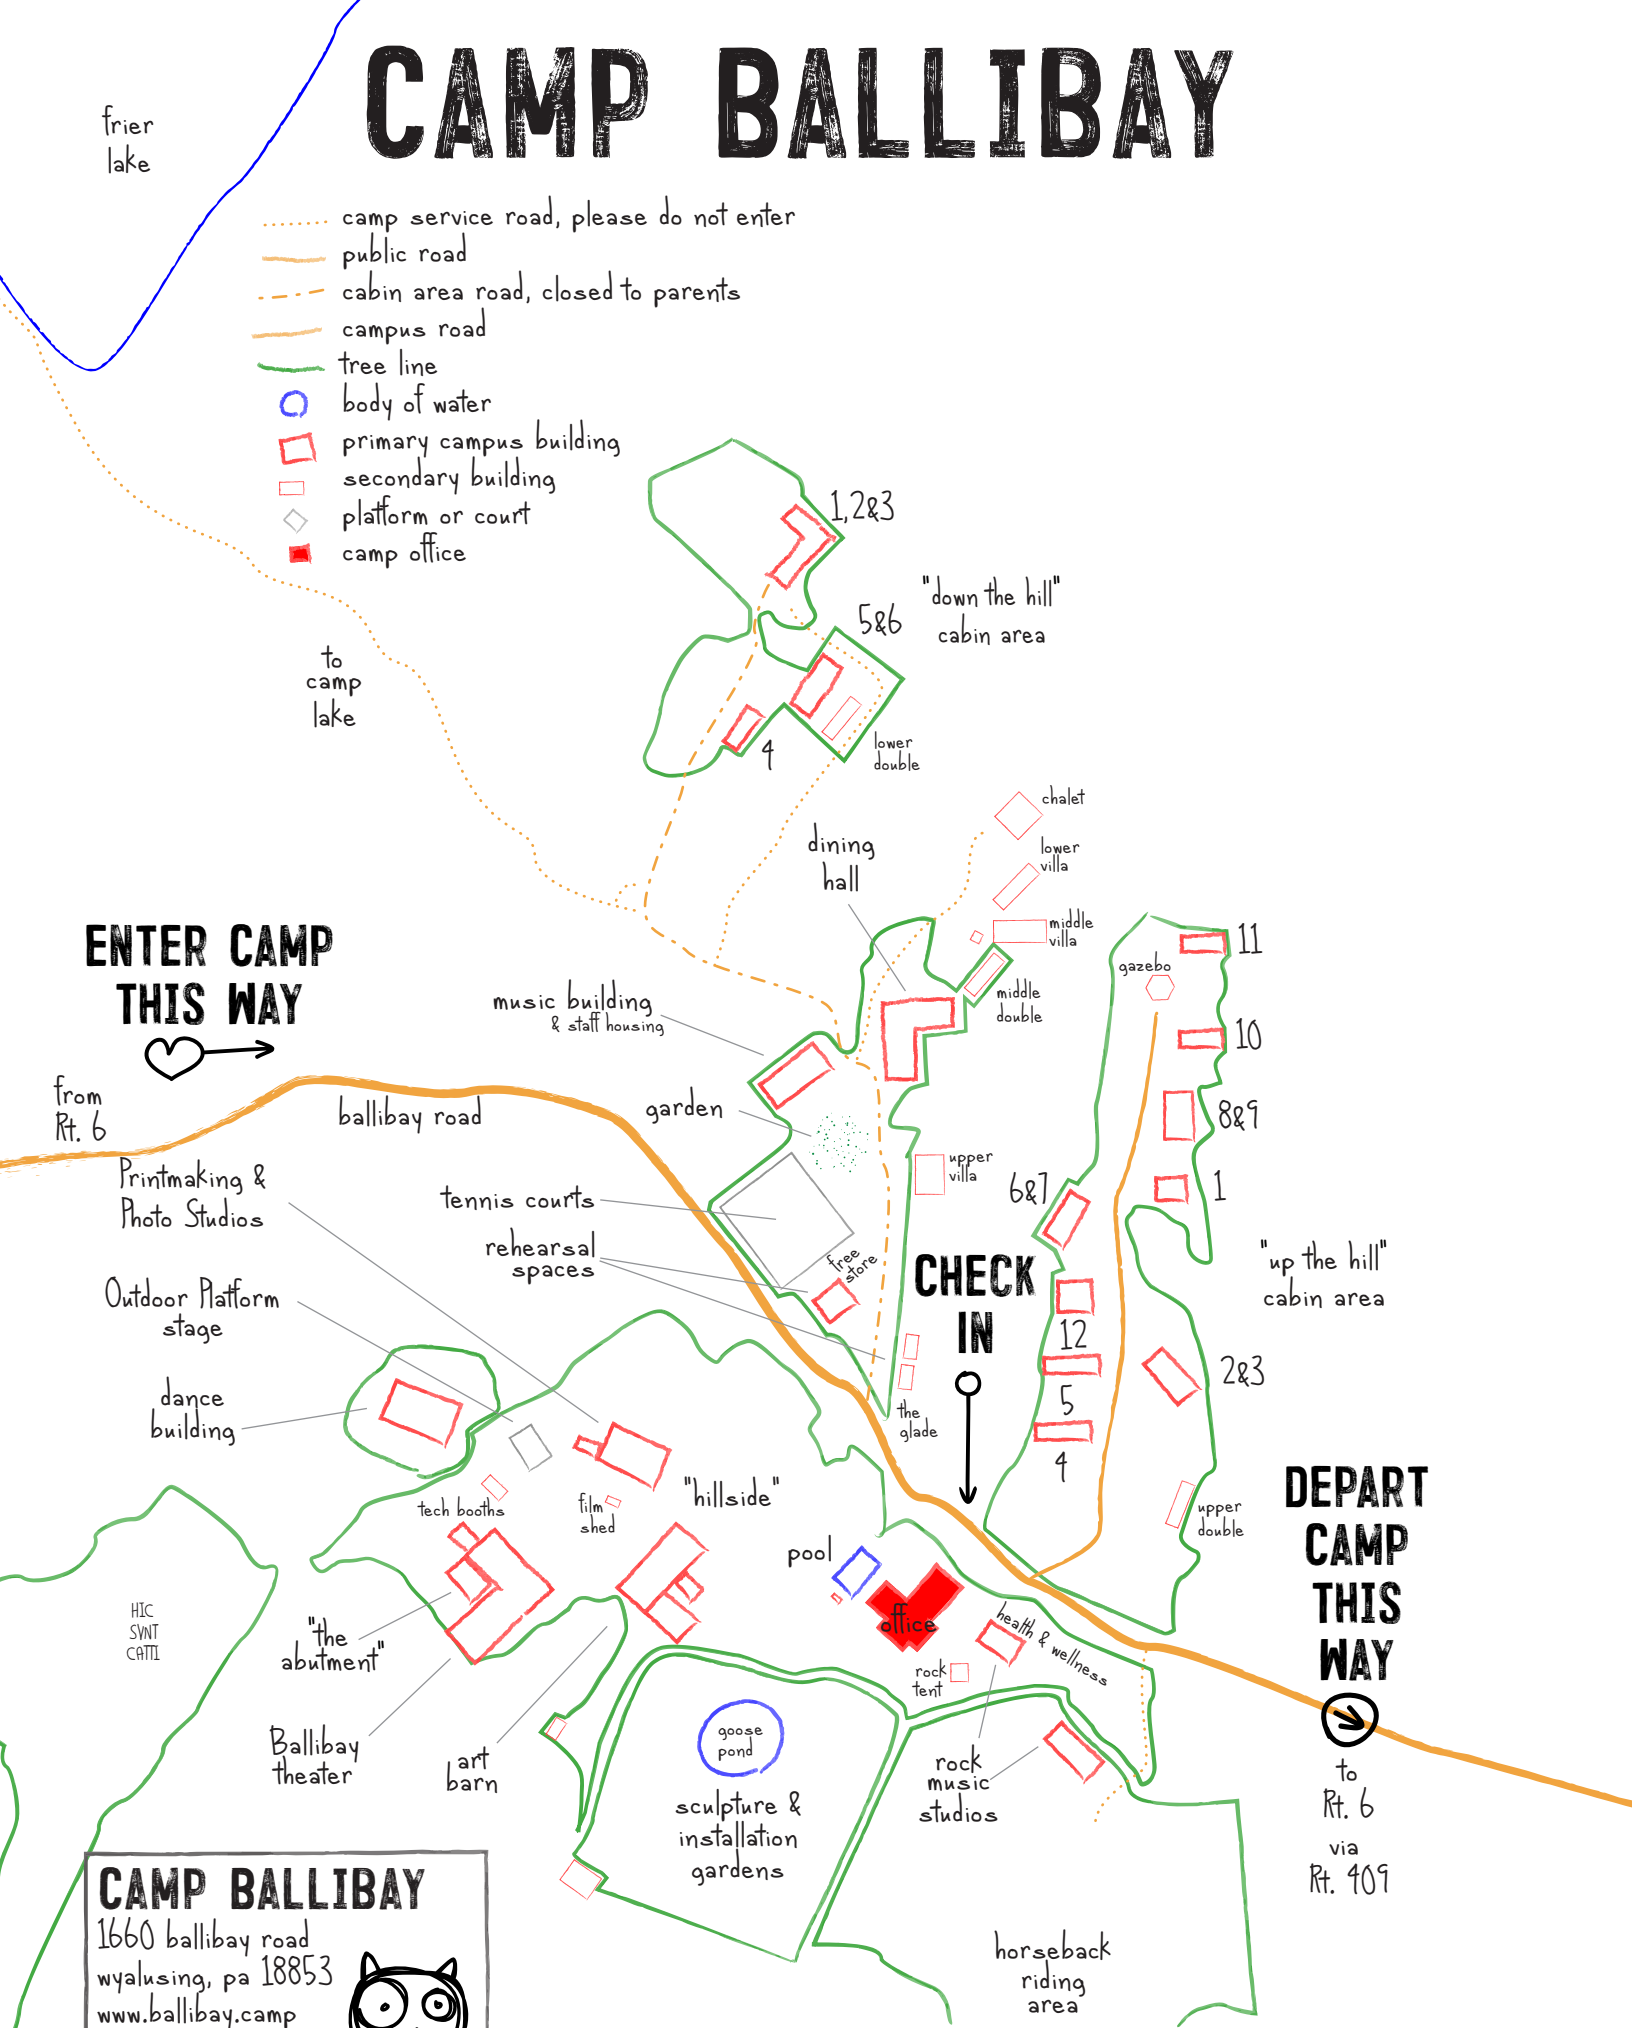 CAMP BALLIBAY
frier
lake
camp service road, please do not enter
public road
cabin area road, closed to parents
campus road
tree line
body of water
primary campus building
secondary building
platform or court
camp office
1,2&3
"down the hill"
cabin area
5&6
4
lower
double
to
camp
lake
chalet
lower
villa
dining
hall
middle
villa
middle
double
11
gazebo
10
8&9
1
6&7
ENTER CAMP
THIS WAY
music building
& staff housing
from
Rt. 6
ballibay road
garden
upper
villa
Printmaking &
Photo Studios
tennis courts
rehearsal
spaces
free
store
CHECK
IN
"up the hill"
cabin area
Outdoor Platform
stage
12
5
4
2&3
dance
building
the
glade
tech booths
film
shed
"hillside"
upper
double
DEPART
CAMP
THIS
WAY
pool
office
health & wellness
rock
tent
HIC
SVNT
CATTI
"the
abutment"
Ballibay
theater
art
barn
goose
pond
sculpture &
installation
gardens
rock
music
studios
to
Rt. 6
via
Rt. 409
horseback
riding
area
CAMP BALLIBAY
1660 ballibay road
wyalusing, pa 18853
www.ballibay.camp